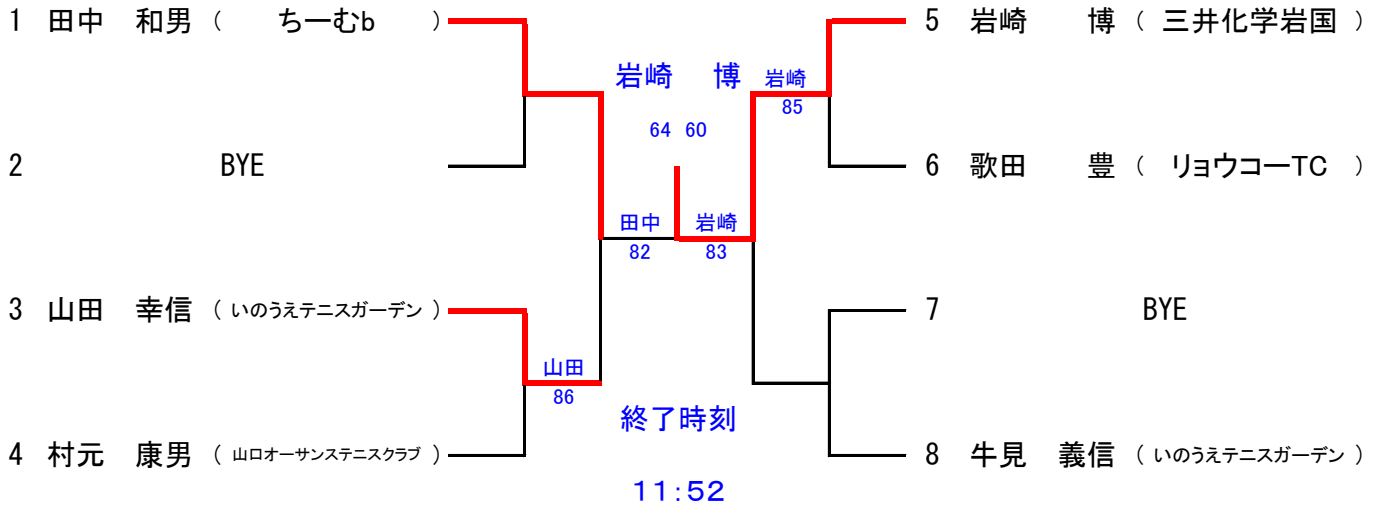 1 田中 和男 ( ちーむb )
5 岩崎 博 ( 三井化学岩国 )
岩崎 博
岩崎
85
64 60
2 BYE
6 歌田 豊 ( リョウコーTC )
田中
岩崎
82
83
3 山田 幸信 ( いのうえテニスガーデン )
7 BYE
山田
86
終了時刻
4 村元 康男 ( 山口オーサンステニスクラブ )
8 牛見 義信 ( いのうえテニスガーデン )
11:52